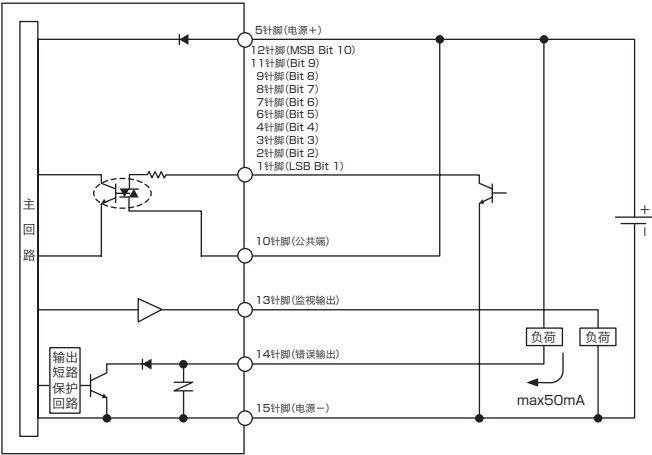 5针脚(电源+)
12针脚(MSB Bit 10)
11针脚(Bit 9)
9针脚(Bit 8)
8针脚(Bit 7)
7针脚(Bit 6)
6针脚(Bit 5)
4针脚(Bit 4)
3针脚(Bit 3)
2针脚(Bit 2)
1针脚(LSB Bit 1)
主
回
路
+
−
10针脚(公共端)
13针脚(监视输出)
负荷
负荷
14针脚(错误输出)
输出
短路
保护
回路
max50mA
15针脚(电源−)